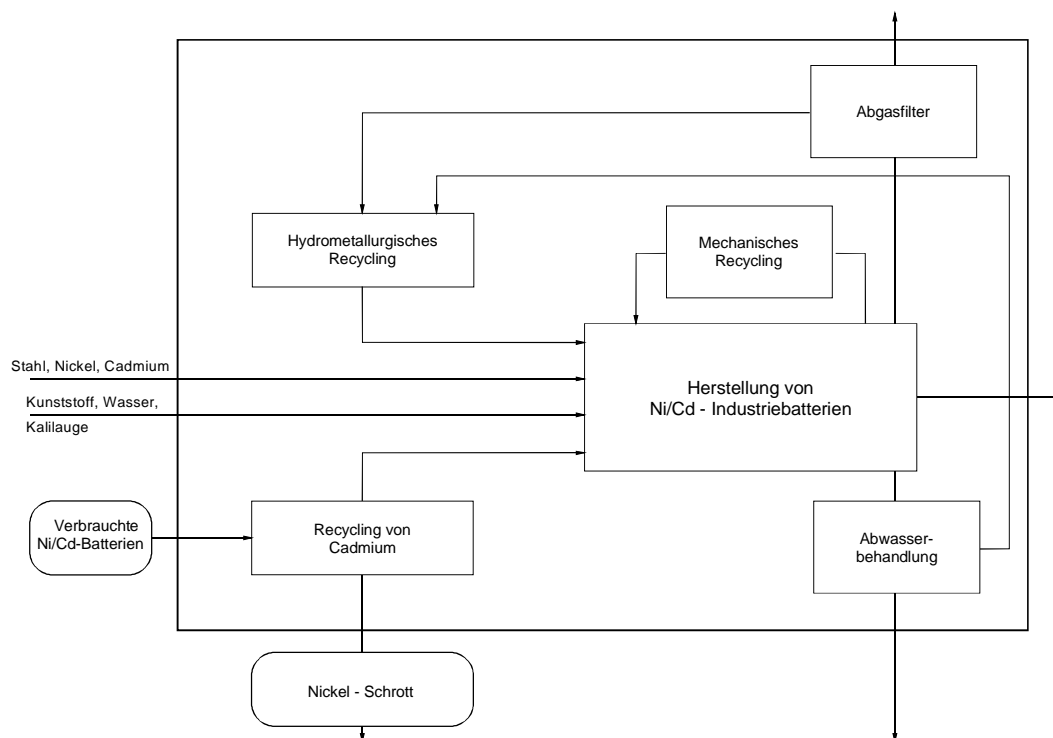 Abgasfilter
Hydrometallurgisches
Recycling
Mechanisches
Recycling
Stahl, Nickel, Cadmium
Kunststoff, Wasser,
Kalilauge
Herstellung von
Ni/Cd - Industriebatterien
Verbrauchte
Ni/Cd-Batterien
Recycling von
Cadmium
Abwasser-
behandlung
Nickel - Schrott